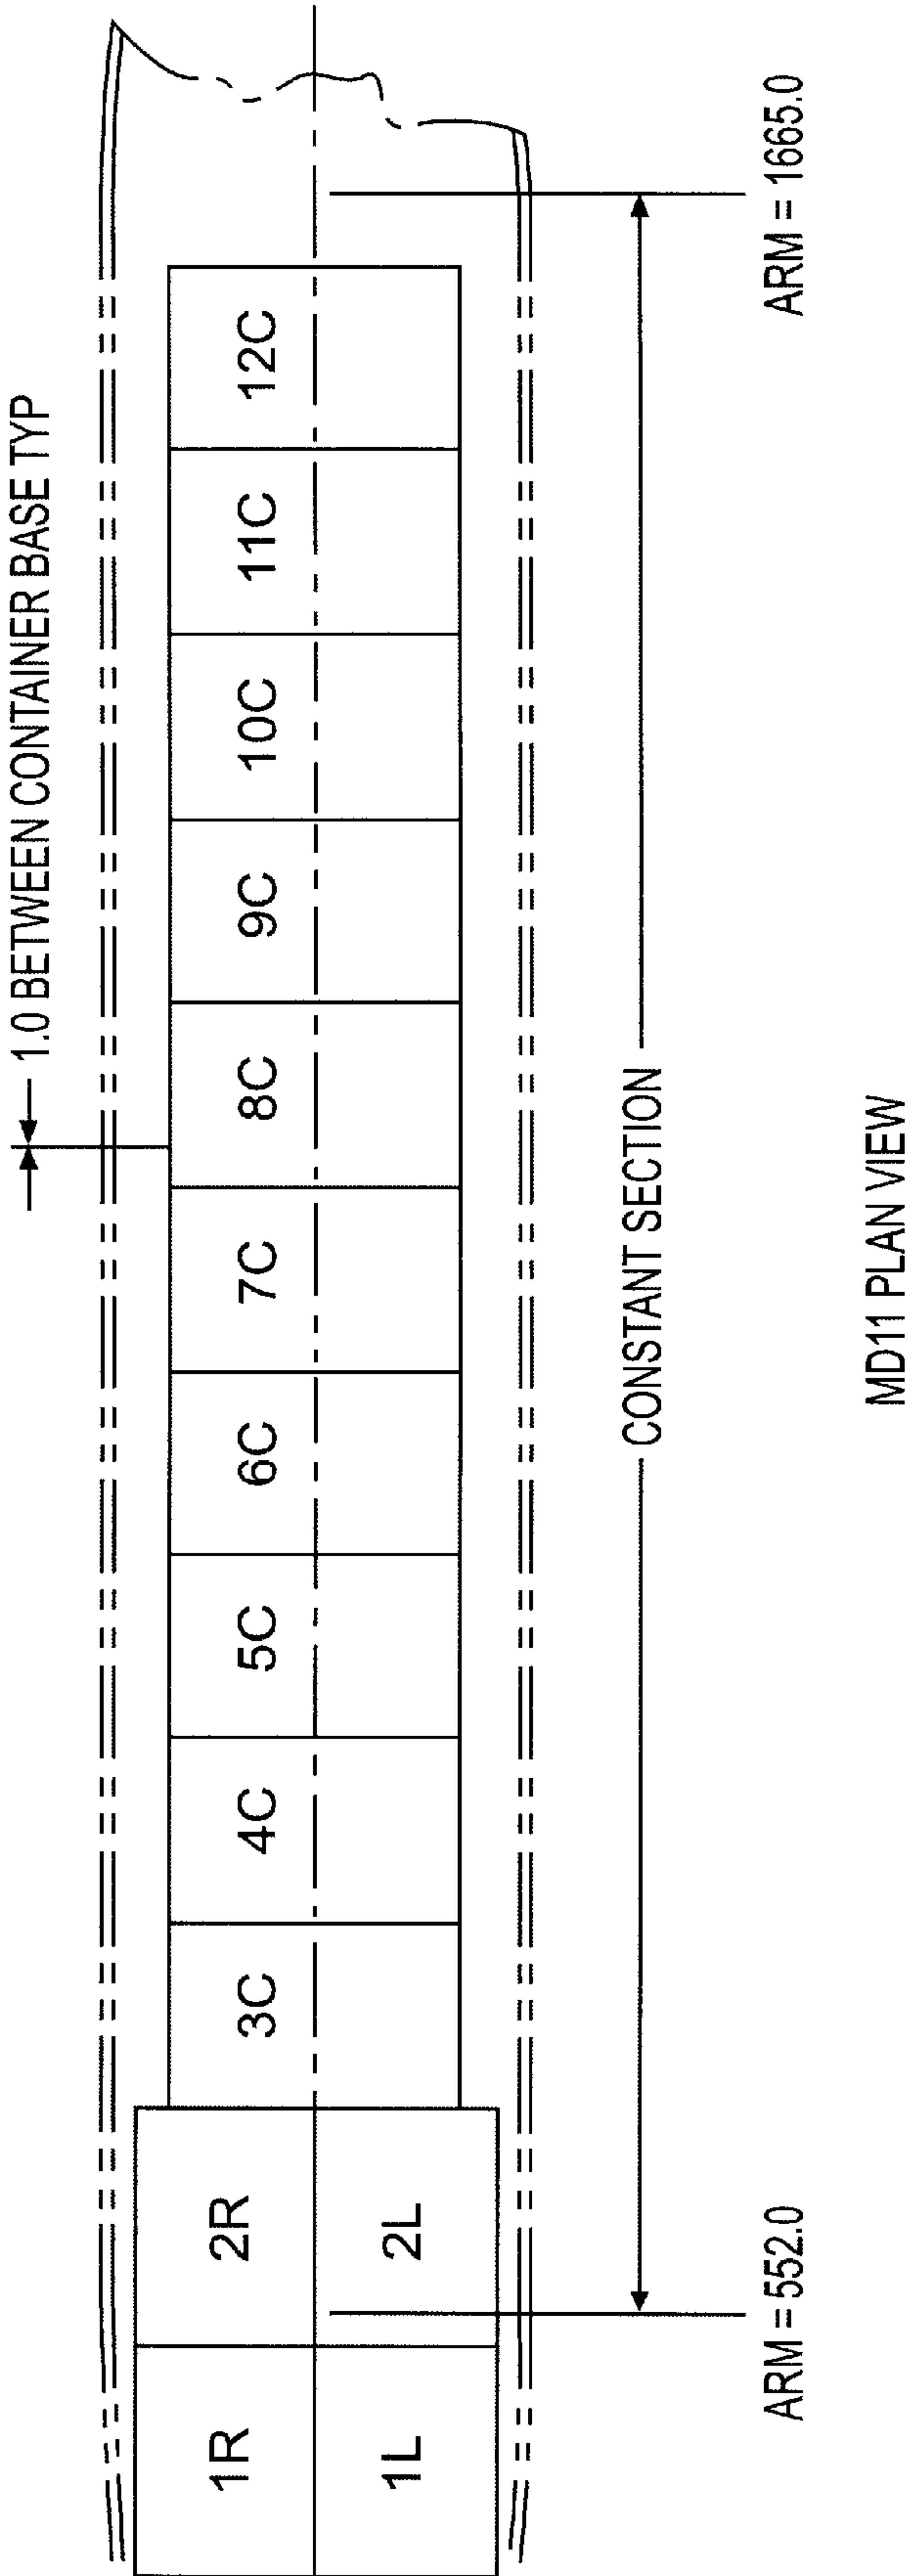 1.0 BETWEEN CONTAINER BASE TYP
1R
2R
3C
4C
5C
6C
7C
8C
9C
10C
11C
12C
1L
2L
CONSTANT SECTION
ARM = 552.0
ARM = 1665.0
MD11 PLAN VIEW